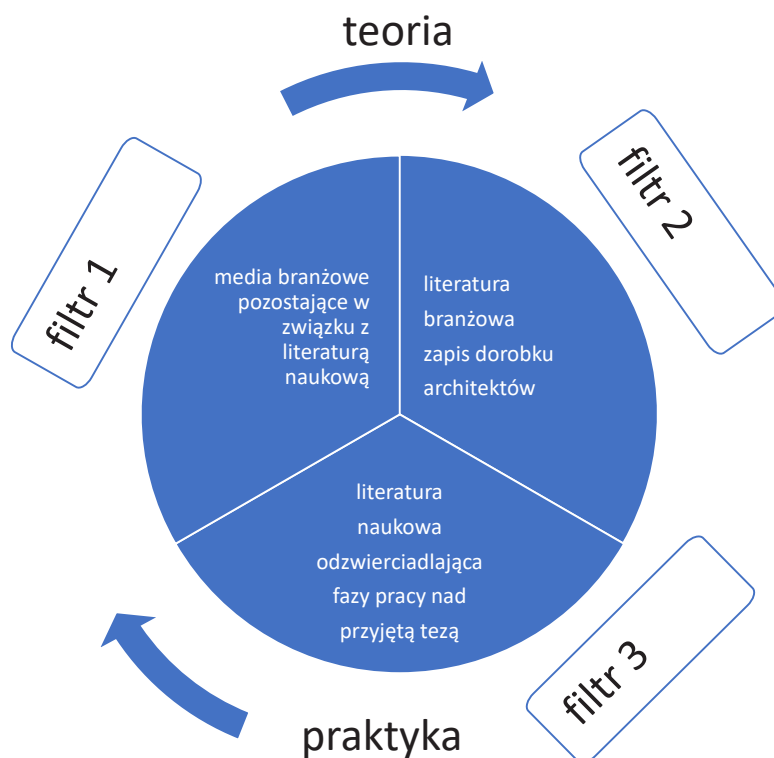 teoria
filtr 1
filtr 2
media branżowe
pozostające w
związku z
literaturą
naukową
literatura
branżowa
zapis dorobku
architektów
literatura
naukowa
odzwierciadlająca
fazy pracy nad
przyjętą tezą
filtr 3
praktyka